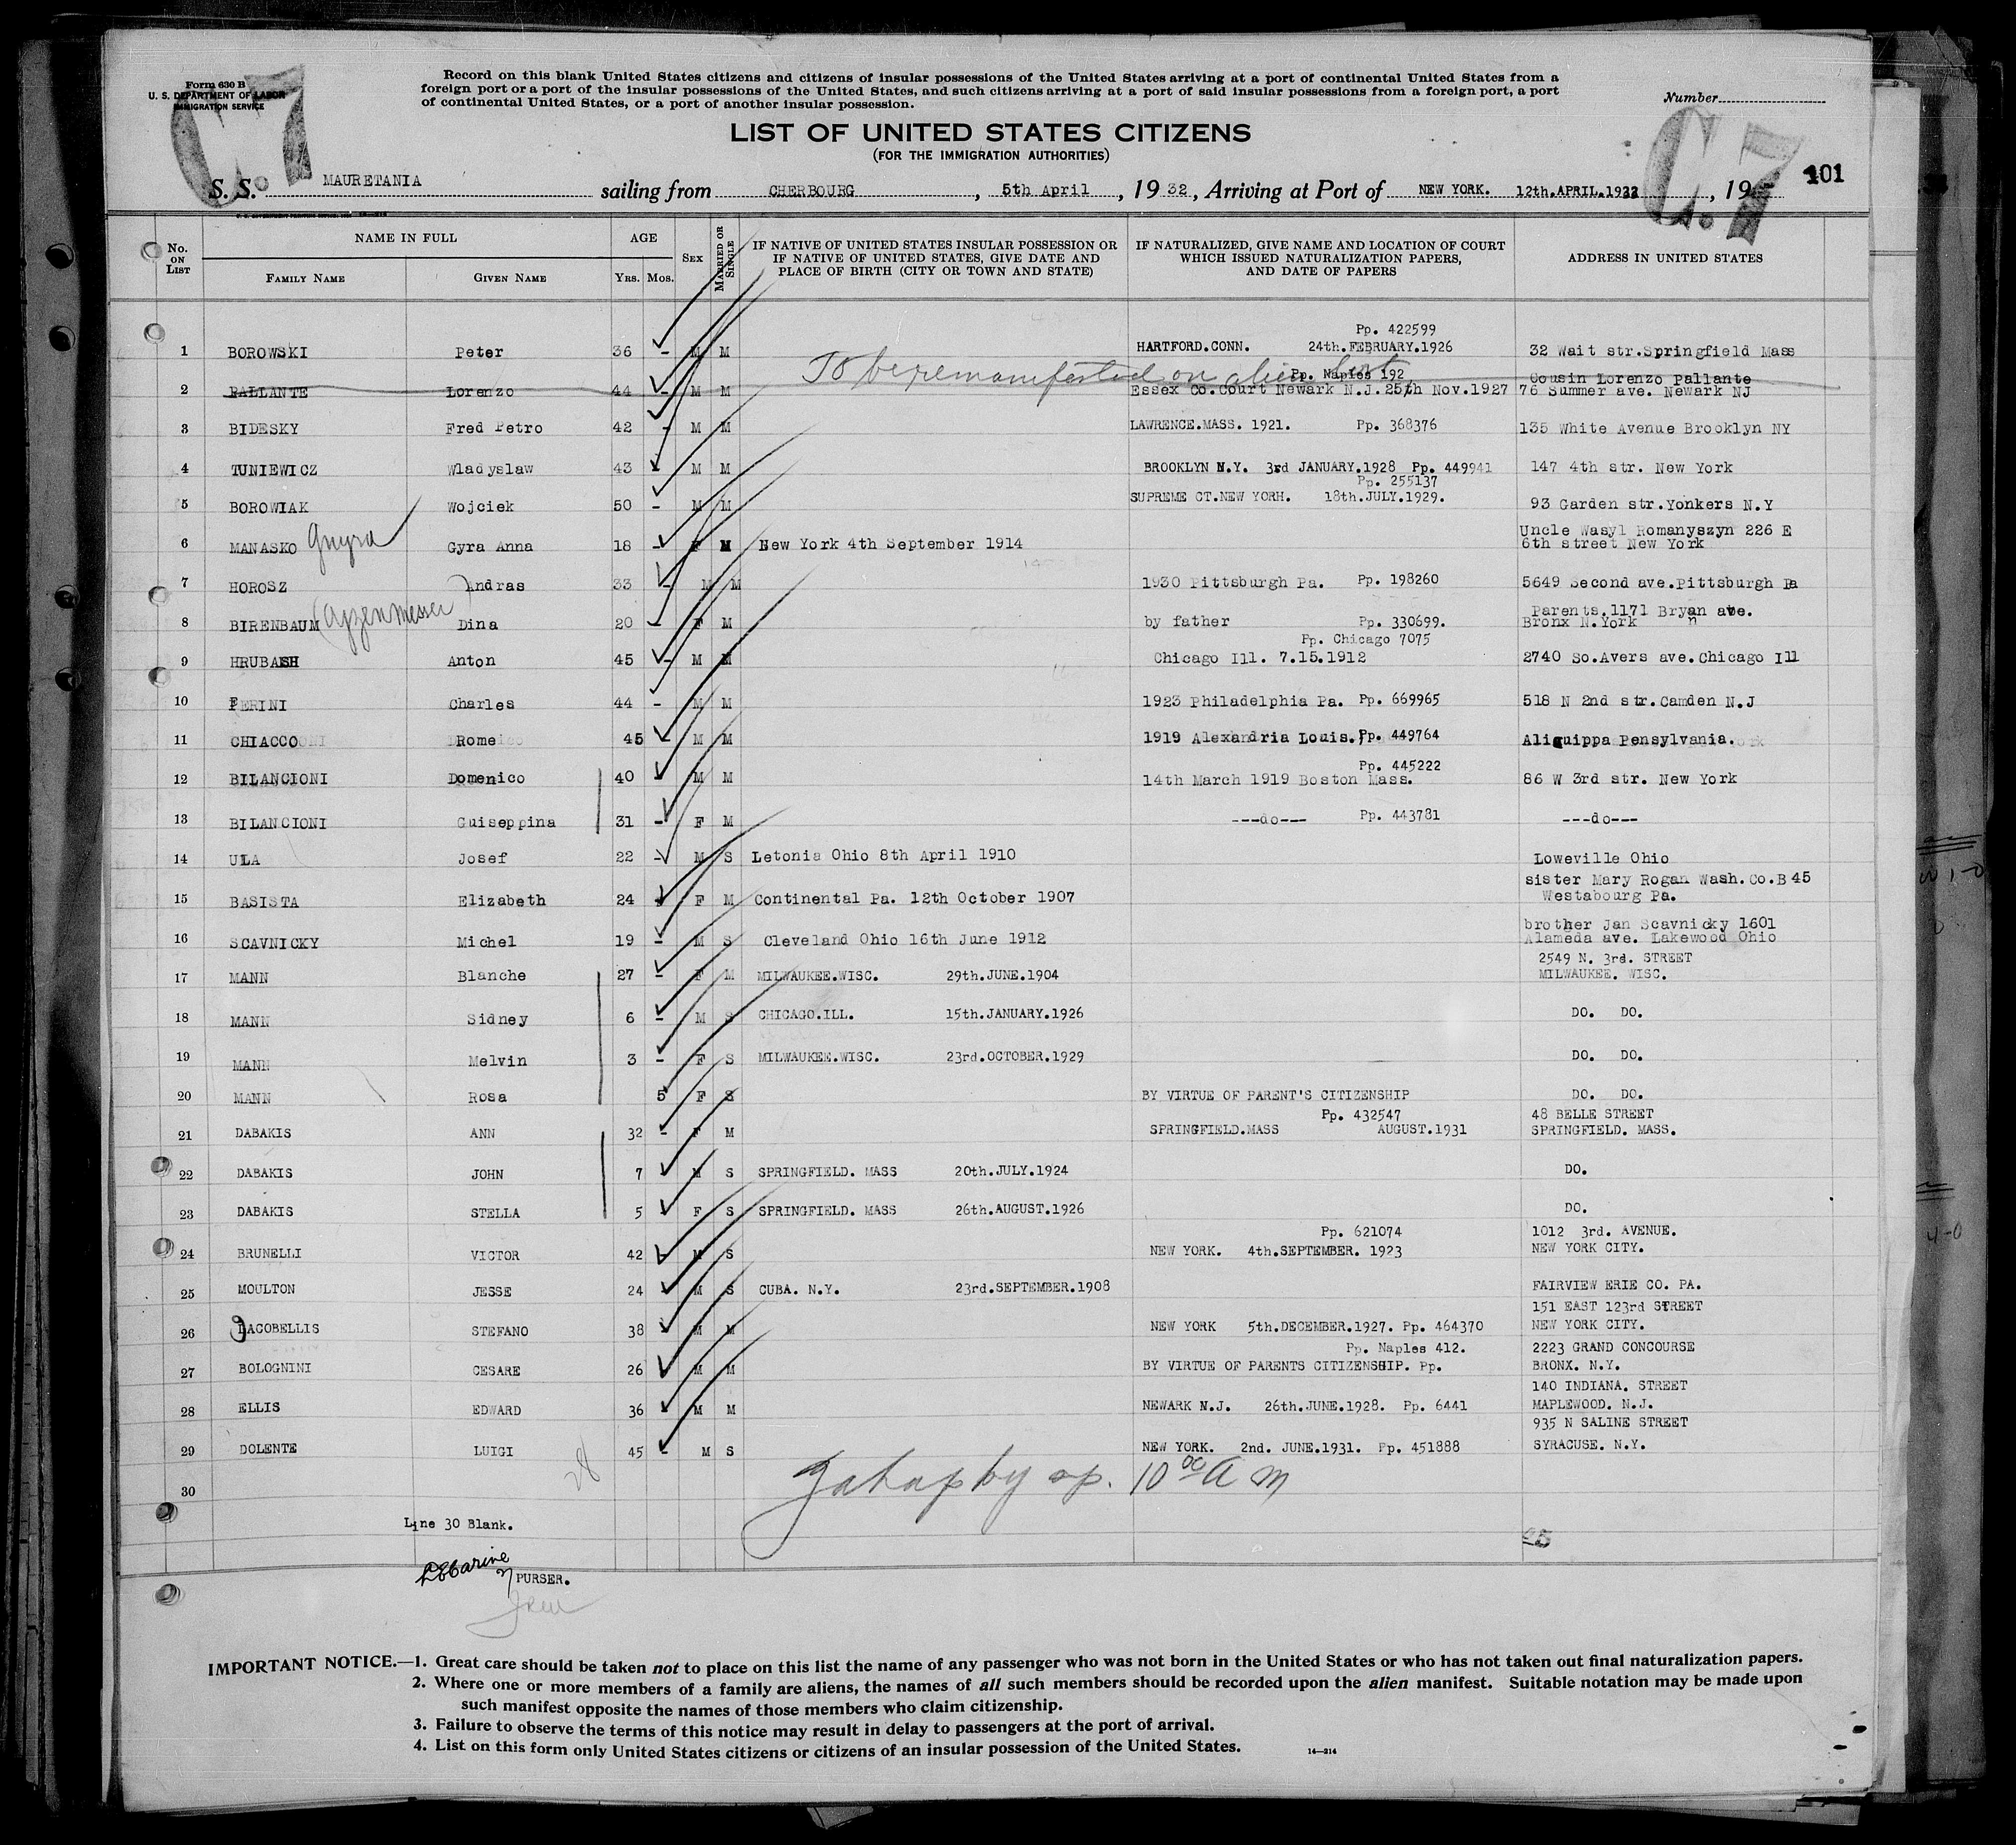 Form 630 B
U. S. DEPARTMENT OF LABOR
IMMIGRATION SERVICE
C.7
Record on this blank United States citizens and citizens of insular possessions of the United States arriving at a port of continental United States from a
foreign port or a port of the insular possessions of the United States, and such citizens arriving at a port of said insular possessions from a foreign port, a port
of continental United States, or a port of another insular possession.
Number
LIST OF UNITED STATES CITIZENS
(FOR THE IMMIGRATION AUTHORITIES)
C.7
101
S. S. MAURETANIA sailing from CHERBOURG, 5th April, 1932, Arriving at Port of NEW YORK. 12th.APRIL.1932, 19
No. ON LIST NAME IN FULL FAMILY NAME GIVEN NAME AGE YRS. MOS. SEX MARRIED OR SINGLE IF NATIVE OF UNITED STATES INSULAR POSSESSION OR IF NATIVE OF UNITED STATES, GIVE DATE AND PLACE OF BIRTH (CITY OR TOWN AND STATE) IF NATURALIZED, GIVE NAME AND LOCATION OF COURT WHICH ISSUED NATURALIZATION PAPERS, AND DATE OF PAPERS ADDRESS IN UNITED STATES
Pp. 422599
1 BOROWSKI Peter 36 - M M HARTFORD.CONN. 24th.FEBRUARY.1926 32 Wait str.Springfield Mass
To be remanifested on alien list
Pp. Naples 192 Cousin Lorenzo Pallante
2 PALLANTE Lorenzo 44 - M M Essex Co.Court Newark N.J.25th Nov.1927 76 Summer ave. Newark NJ
3 BIDESKY Fred Petro 42 - M M LAWRENCE.MASS. 1921. Pp. 368376 135 White Avenue Brooklyn NY
4 TUNIEWICZ Wladyslaw 43 - M M BROOKLYN N.Y. 3rd JANUARY.1928 Pp. 449941 147 4th str. New York
Pp. 255137
5 BOROWIAK Wojciek 50 - M M SUPREME CT.NEW YORH. 18th.JULY.1929. 93 Garden str.Yonkers N.Y
Uncle Wasyl Romanyszyn 226 E
6 MANASKO Gnyra Gyra Anna 18 - F M New York 4th September 1914 6th street New York
7 HOROSZ Andras 33 - M M 1930 Pittsburgh Pa. Pp. 198260 5649 Second ave.Pittsburgh Pa
Parents.1171 Bryan ave.
8 BIRENBAUM (Ajzenmesser) Dina 20 - F M by father Pp. 330699. Bronx N.York n
Pp. Chicago 7075
9 HRUBASH Anton 45 - M M Chicago Ill. 7.15.1912 2740 So.Avers ave.Chicago Ill
10 FERINI Charles 44 - M M 1923 Philadelphia Pa. Pp. 669965 518 N 2nd str.Camden N.J
11 CHIACCO Rome 45 - M M 1919 Alexandria Louis. Pp. 449764 Aliquippa Pensylvania.
Pp. 445222
12 BILANCIONI Domenico 40 M M 14th March 1919 Boston Mass. 86 W 3rd str. New York
13 BILANCIONI Guiseppina 31 - F M ---do--- Pp. 443781 ---do---
14 ULA Josef 22 - M S Letonia Ohio 8th April 1910 Loweville Ohio
sister Mary Rogan Wash.Co.B 45
15 BASISTA Elizabeth 24 - F M Continental Pa. 12th October 1907 Westabourg Pa.
brother Jan Scavnicky 1601
16 SCAVNICKY Michel 19 - M S Cleveland Ohio 16th June 1912 Alameda ave. Lakewood Ohio
2549 N. 3rd. STREET
17 MANN Blanche 27 - F M MILWAUKEE.WISC. 29th.JUNE.1904 MILWAUKEE. WISC.
18 MANN Sidney 6 - M S CHICAGO.ILL. 15th.JANUARY.1926 DO. DO.
19 MANN Melvin 3 - F S MILWAUKEE.WISC. 23rd.OCTOBER.1929 DO. DO.
20 MANN Rosa 5 F S BY VIRTUE OF PARENT'S CITIZENSHIP DO. DO.
Pp. 432547 48 BELLE STREET
21 DABAKIS ANN 32 - F M SPRINGFIELD.MASS AUGUST.1931 SPRINGFIELD. MASS.
22 DABAKIS JOHN 7 M S SPRINGFIELD. MASS 20th.JULY.1924 DO.
23 DABAKIS STELLA 5 F S SPRINGFIELD. MASS 26th.AUGUST.1926 DO.
Pp. 621074 1012 3rd. AVENUE.
24 BRUNELLI VICTOR 42 - M S NEW YORK. 4th.SEPTEMBER. 1923 NEW YORK CITY.
25 MOULTON JESSE 24 M S CUBA. N.Y. 23rd.SEPTEMBER.1908 FAIRVIEW ERIE CO. PA.
151 EAST 123rd STREET
26 JACOBELLIS STEFANO 38 - M M NEW YORK 5th.DECEMBER.1927. Pp. 464370 NEW YORK CITY.
Pp. Naples 412. 2223 GRAND CONCOURSE
27 BOLOGNINI CESARE 26 M M BY VIRTUE OF PARENTS CITIZENSHIP. Pp. BRONX. N.Y.
140 INDIANA. STREET
28 ELLIS EDWARD 36 M M NEWARK N.J. 26th.JUNE.1928. Pp. 6441 MAPLEWOOD. N.J.
935 N SALINE STREET
29 DOLENTE LUIGI 45 - M S NEW YORK. 2nd. JUNE.1931. Pp. 451888 SYRACUSE. N.Y.
28
10 00 A m
30
Line 30 Blank.
PURSER.
IMPORTANT NOTICE.—1. Great care should be taken not to place on this list the name of any passenger who was not born in the United States or who has not taken out final naturalization papers.
2. Where one or more members of a family are aliens, the names of all such members should be recorded upon the alien manifest. Suitable notation may be made upon
such manifest opposite the names of those members who claim citizenship.
3. Failure to observe the terms of this notice may result in delay to passengers at the port of arrival.
4. List on this form only United States citizens or citizens of an insular possession of the United States.
14—214